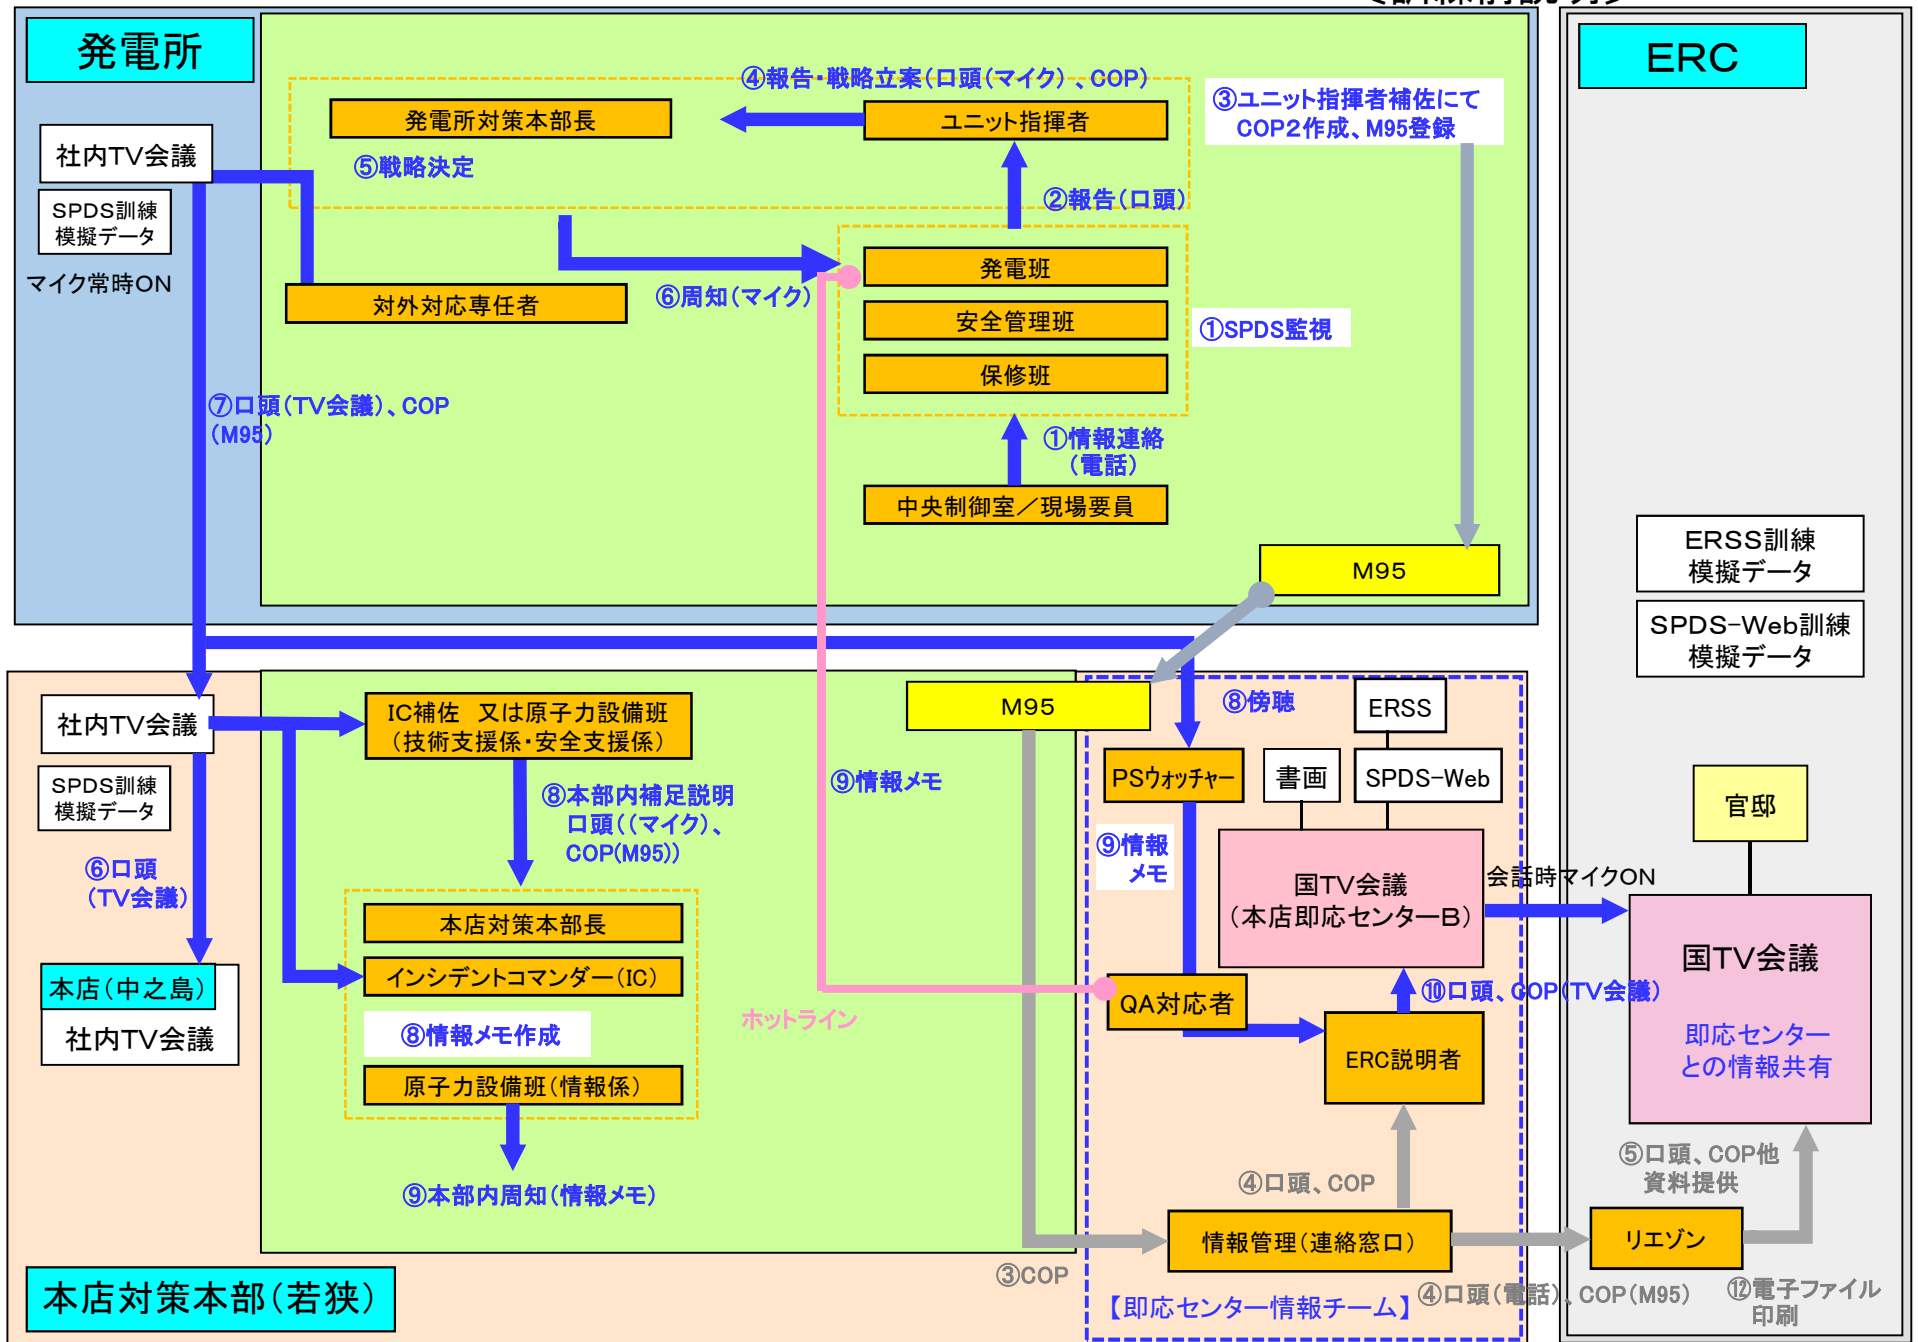 発電所
ERC
④報告・戦略立案(口頭(マイク)、COP)
発電所対策本部長
ユニット指揮者
③ユニット指揮者補佐にて
COP2作成、M95登録
社内TV会議
⑤戦略決定
SPDS訓練
模擬データ
②報告(口頭)
マイク常時ON
発電班
対外対応専任者
⑥周知(マイク)
安全管理班
①SPDS監視
保修班
⑦口頭(TV会議)、COP
(M95)
①情報連絡
(電話)
中央制御室／現場要員
M95
ERSS訓練
模擬データ
SPDS-Web訓練
模擬データ
社内TV会議
IC補佐 又は原子力設備班
(技術支援係・安全支援係)
M95
⑧傍聴
ERSS
SPDS訓練
模擬データ
⑨情報メモ
PSウォッチャー
書画
SPDS-Web
官邸
⑧本部内補足説明
口頭((マイク)、
COP(M95))
⑥口頭
(TV会議)
⑨情報
メモ
国TV会議
(本店即応センターB)
会話時マイクON
本店対策本部長
国TV会議
インシデントコマンダー(IC)
本店(中之島)
社内TV会議
ホットライン
QA対応者
⑩口頭、COP(TV会議)
⑧情報メモ作成
ERC説明者
即応センター
との情報共有
原子力設備班(情報係)
⑨本部内周知(情報メモ)
④口頭、COP
⑤口頭、COP他
資料提供
情報管理(連絡窓口)
リエゾン
③COP
本店対策本部(若狭)
【即応センター情報チーム】
④口頭(電話)、COP(M95)
⑫電子ファイル
印刷